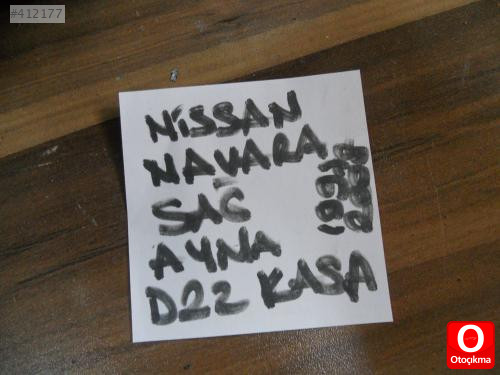 #412177
NİSSAN
NAVARA
SAĞ
AYNA
D22 KASA
Otoçıkma